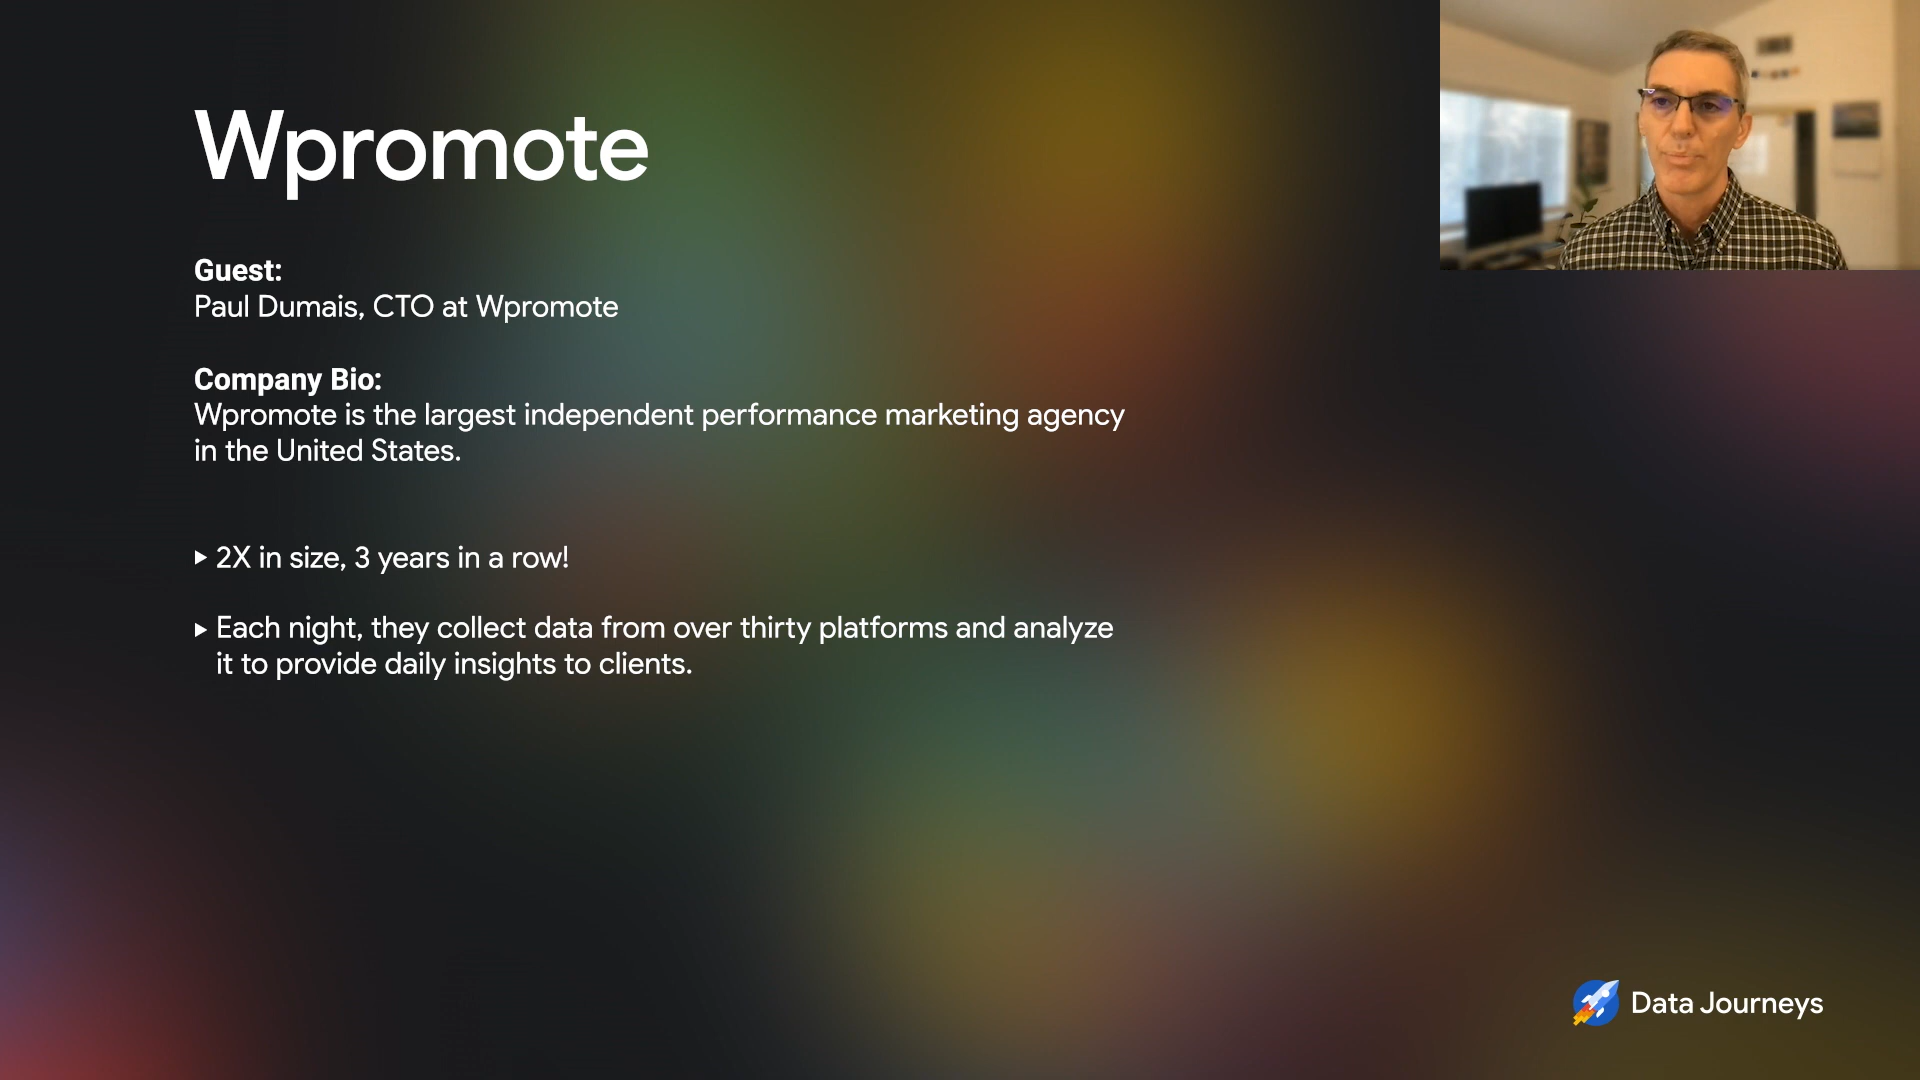 Wpromote
Guest:
Paul Dumais, CTO at Wpromote
Company Bio:
Wpromote is the largest independent performance marketing agency
in the United States.
▶ 2X in size, 3 years in a row!
▶ Each night, they collect data from over thirty platforms and analyze
it to provide daily insights to clients.
Data Journeys